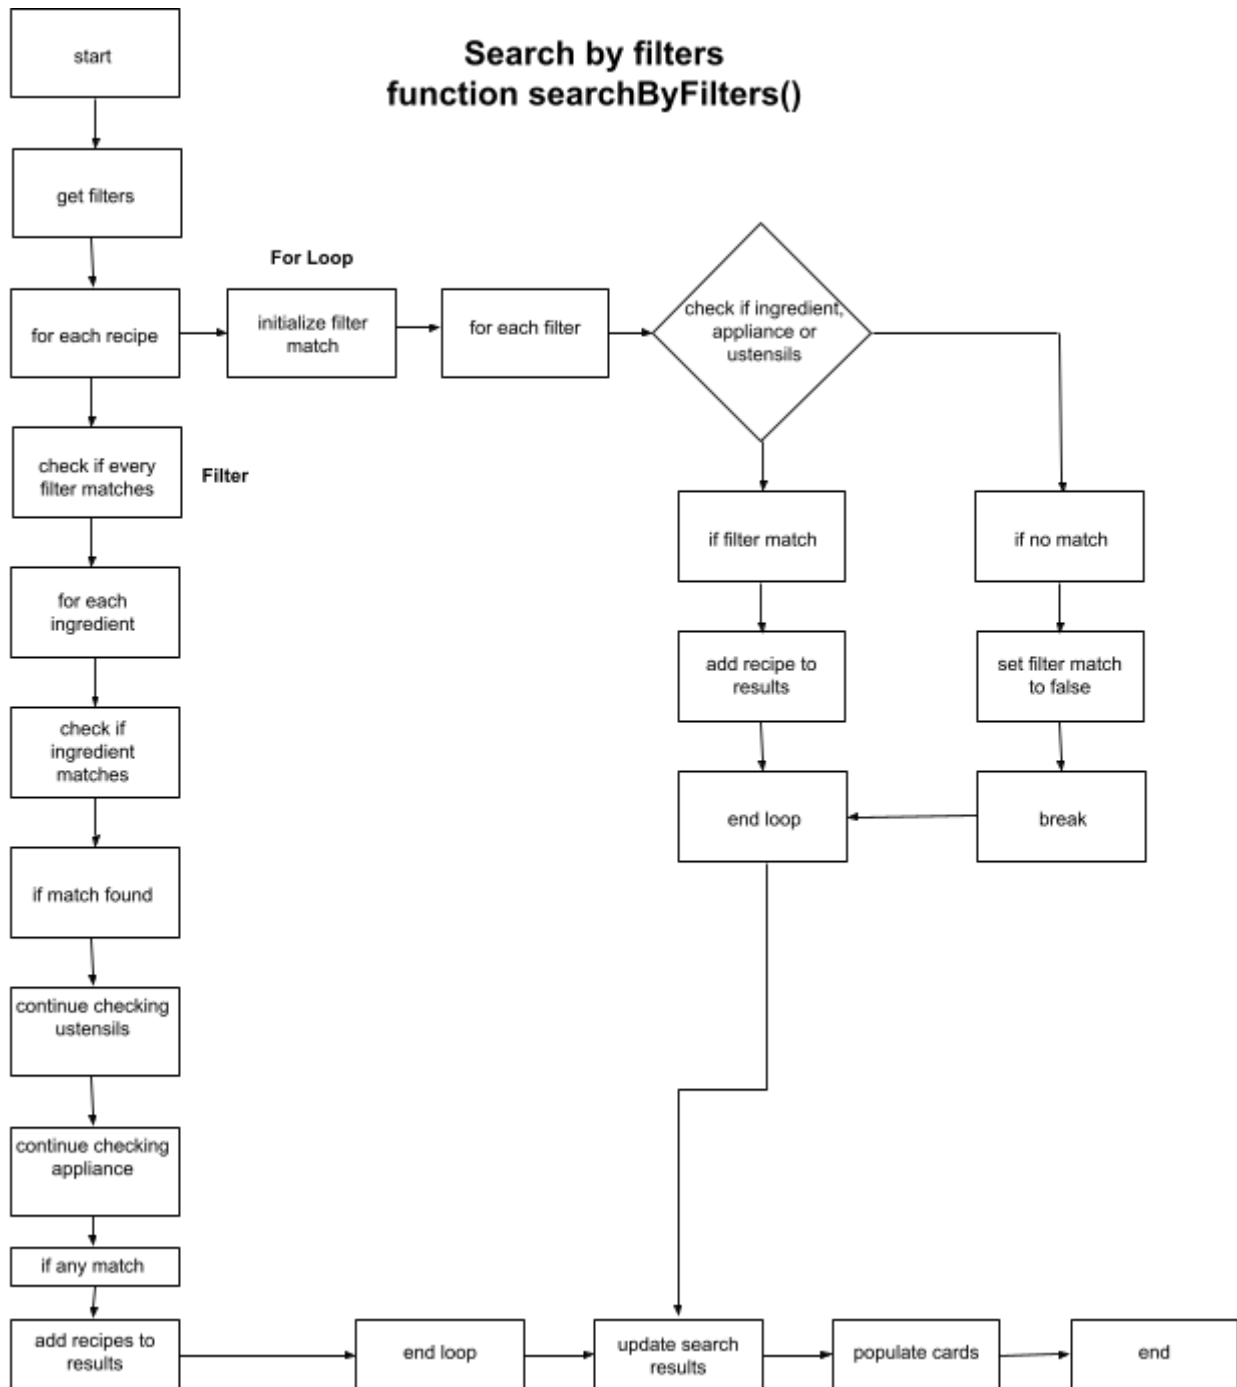 start
Search by filters
function searchByFilters()
get filters
For Loop
for each recipe
initialize filter
match
for each filter
check if ingredient,
appliance or
ustensils
check if every
filter matches
Filter
if filter match
if no match
for each
ingredient
add recipe to
results
set filter match
to false
check if
ingredient
matches
end loop
break
if match found
continue checking
ustensils
continue checking
appliance
if any match
add recipes to
results
end loop
update search
results
populate cards
end